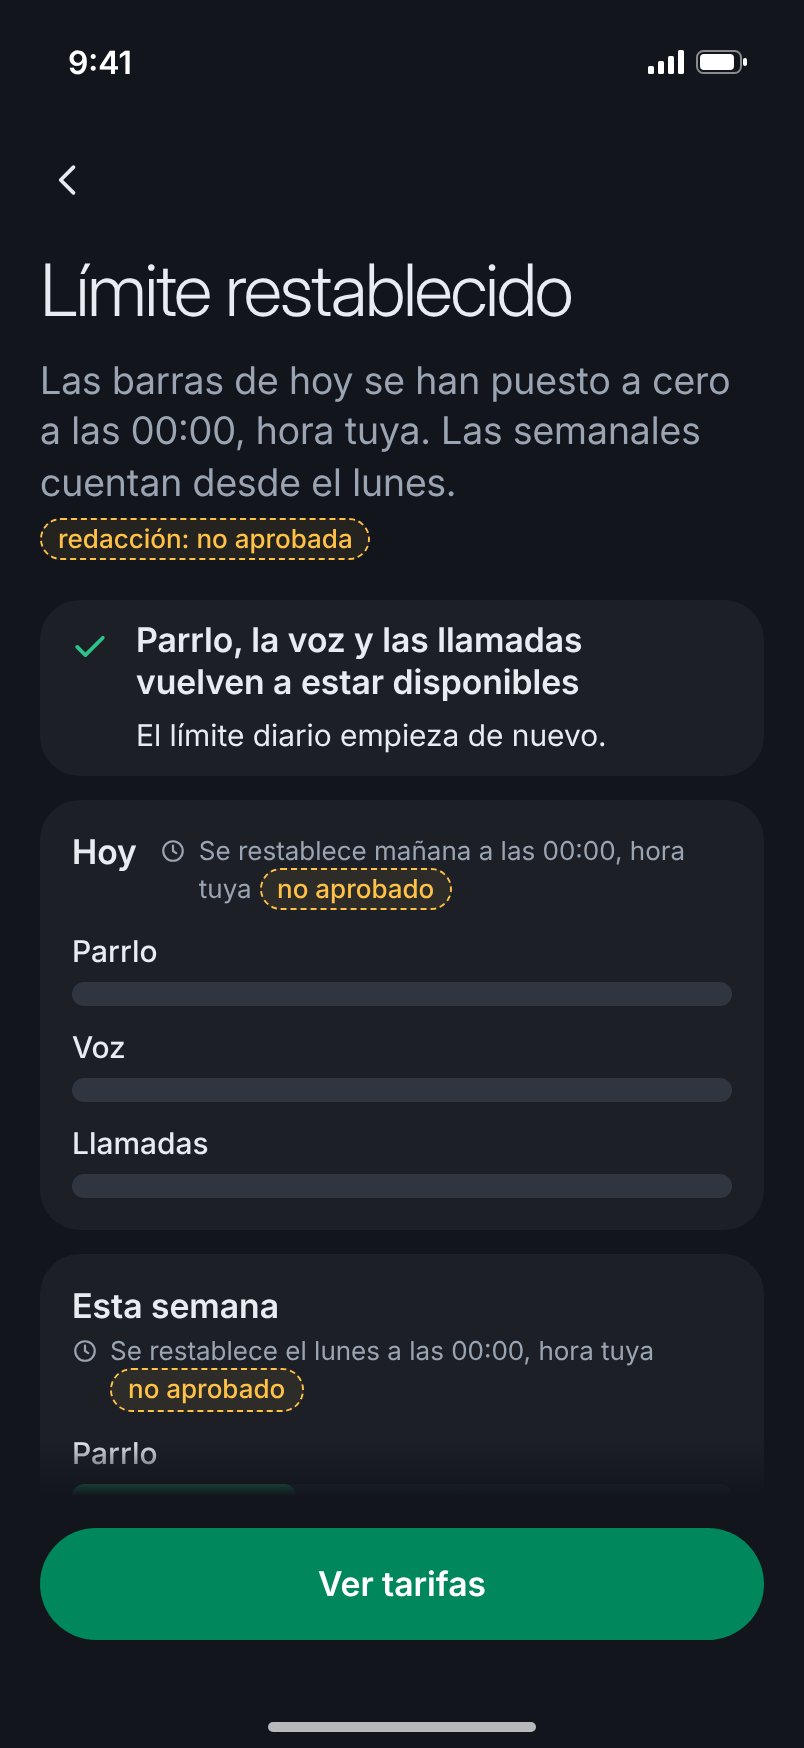 9:41
Límite restablecido
Las barras de hoy se han puesto a cero
a las 00:00, hora tuya. Las semanales
cuentan desde el lunes.
redacción: no aprobada
Parrlo, la voz y las llamadas
vuelven a estar disponibles
El límite diario empieza de nuevo.
Hoy Se restablece mañana a las 00:00, hora
tuya no aprobado
Parrlo
Voz
Llamadas
Esta semana
Se restablece el lunes a las 00:00, hora tuya
no aprobado
Parrlo
Ver tarifas